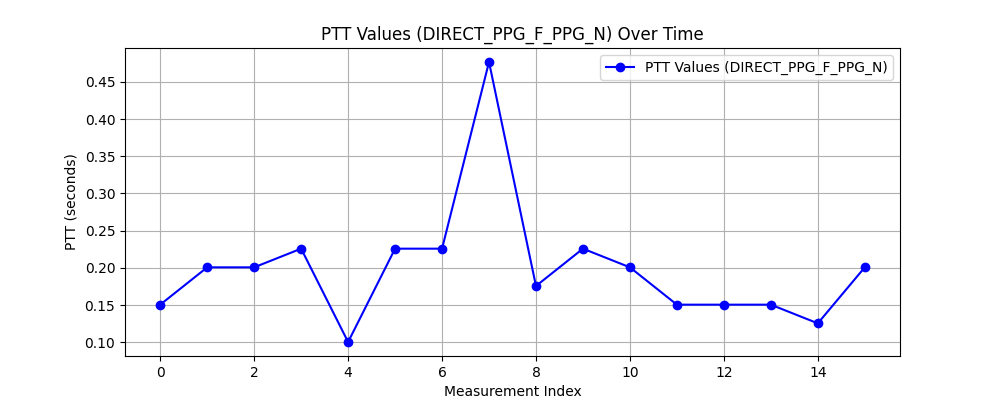 PTT Values (DIRECT_PPG_F_PPG_N) Over Time
PTT Values (DIRECT_PPG_F_PPG_N)
PTT (seconds)
0.45
0.40
0.35
0.30
0.25
0.20
0.15
0.10
0 2 4 6 8 10 12 14
Measurement Index